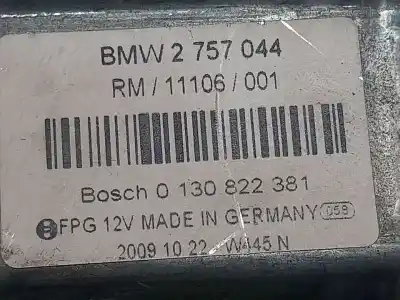 BMW 2 757 044
RM/11106/001
Bosch 0 130 822 381
FPG 12V MADE IN GERMANY 059
2009 10 22 W445 N